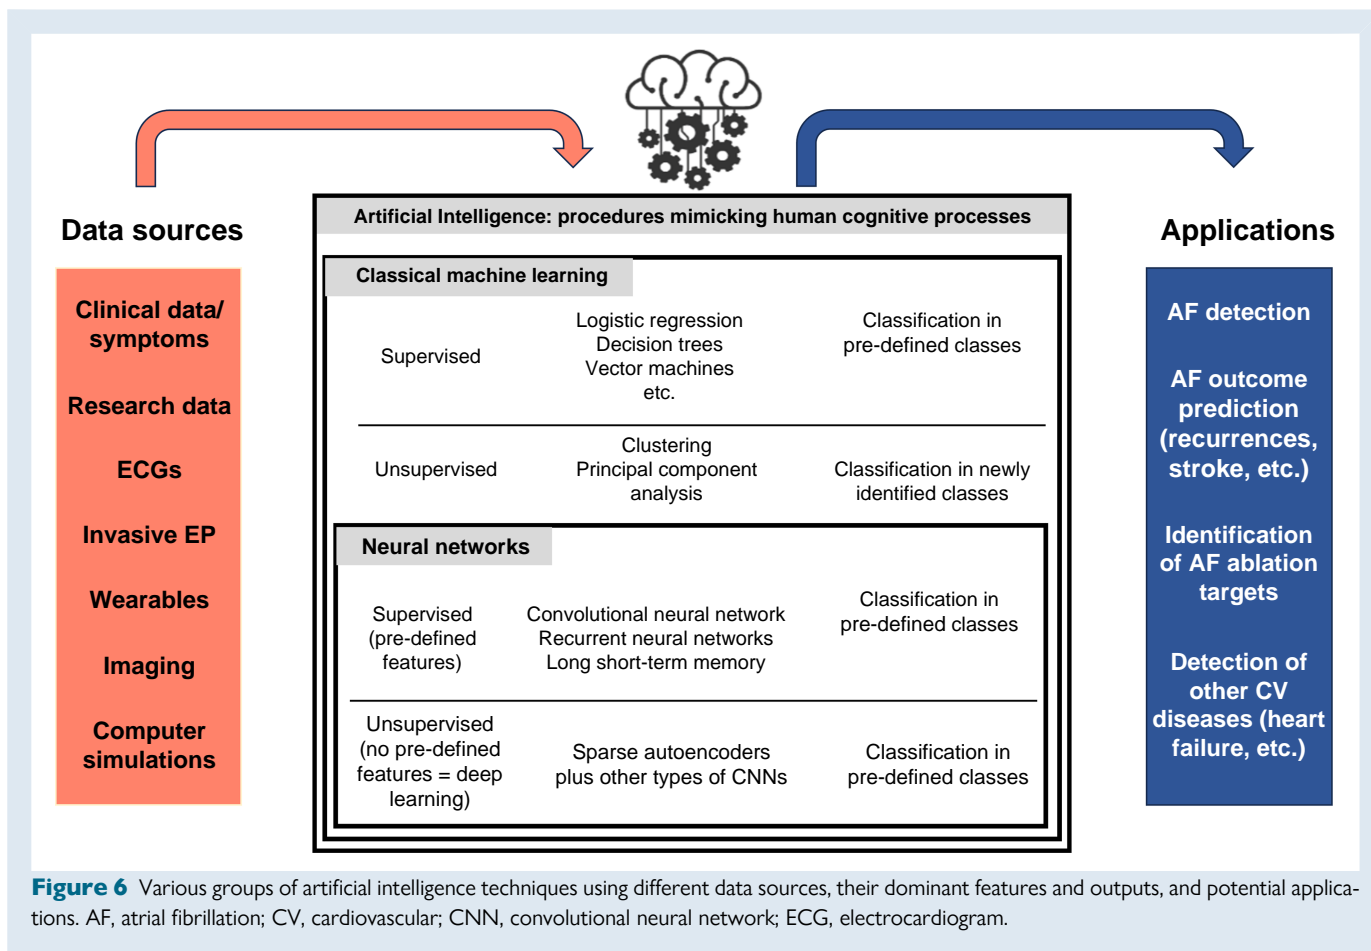 Data sources
Clinical data/
symptoms
Research data
ECGs
Invasive EP
Wearables
Imaging
Computer
simulations
Artificial Intelligence: procedures mimicking human cognitive processes
Classical machine learning
Supervised
Logistic regression
Decision trees
Vector machines
etc.
Classification in
pre-defined classes
Unsupervised
Clustering
Principal component
analysis
Classification in newly
identified classes
Neural networks
Supervised
(pre-defined
features)
Convolutional neural network
Recurrent neural networks
Long short-term memory
Classification in
pre-defined classes
Unsupervised
(no pre-defined
features = deep
learning)
Sparse autoencoders
plus other types of CNNs
Classification in
pre-defined classes
Applications
AF detection
AF outcome
prediction
(recurrences,
stroke, etc.)
Identification
of AF ablation
targets
Detection of
other CV
diseases (heart
failure, etc.)
Figure 6 Various groups of artificial intelligence techniques using different data sources, their dominant features and outputs, and potential applica-
tions. AF, atrial fibrillation; CV, cardiovascular; CNN, convolutional neural network; ECG, electrocardiogram.